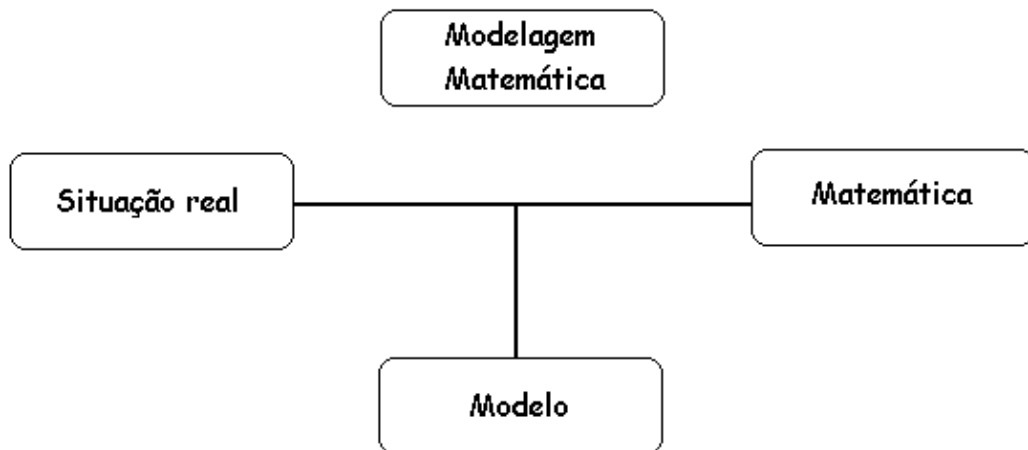 Modelagem
Matemática
Situação real
Matemática
Modelo